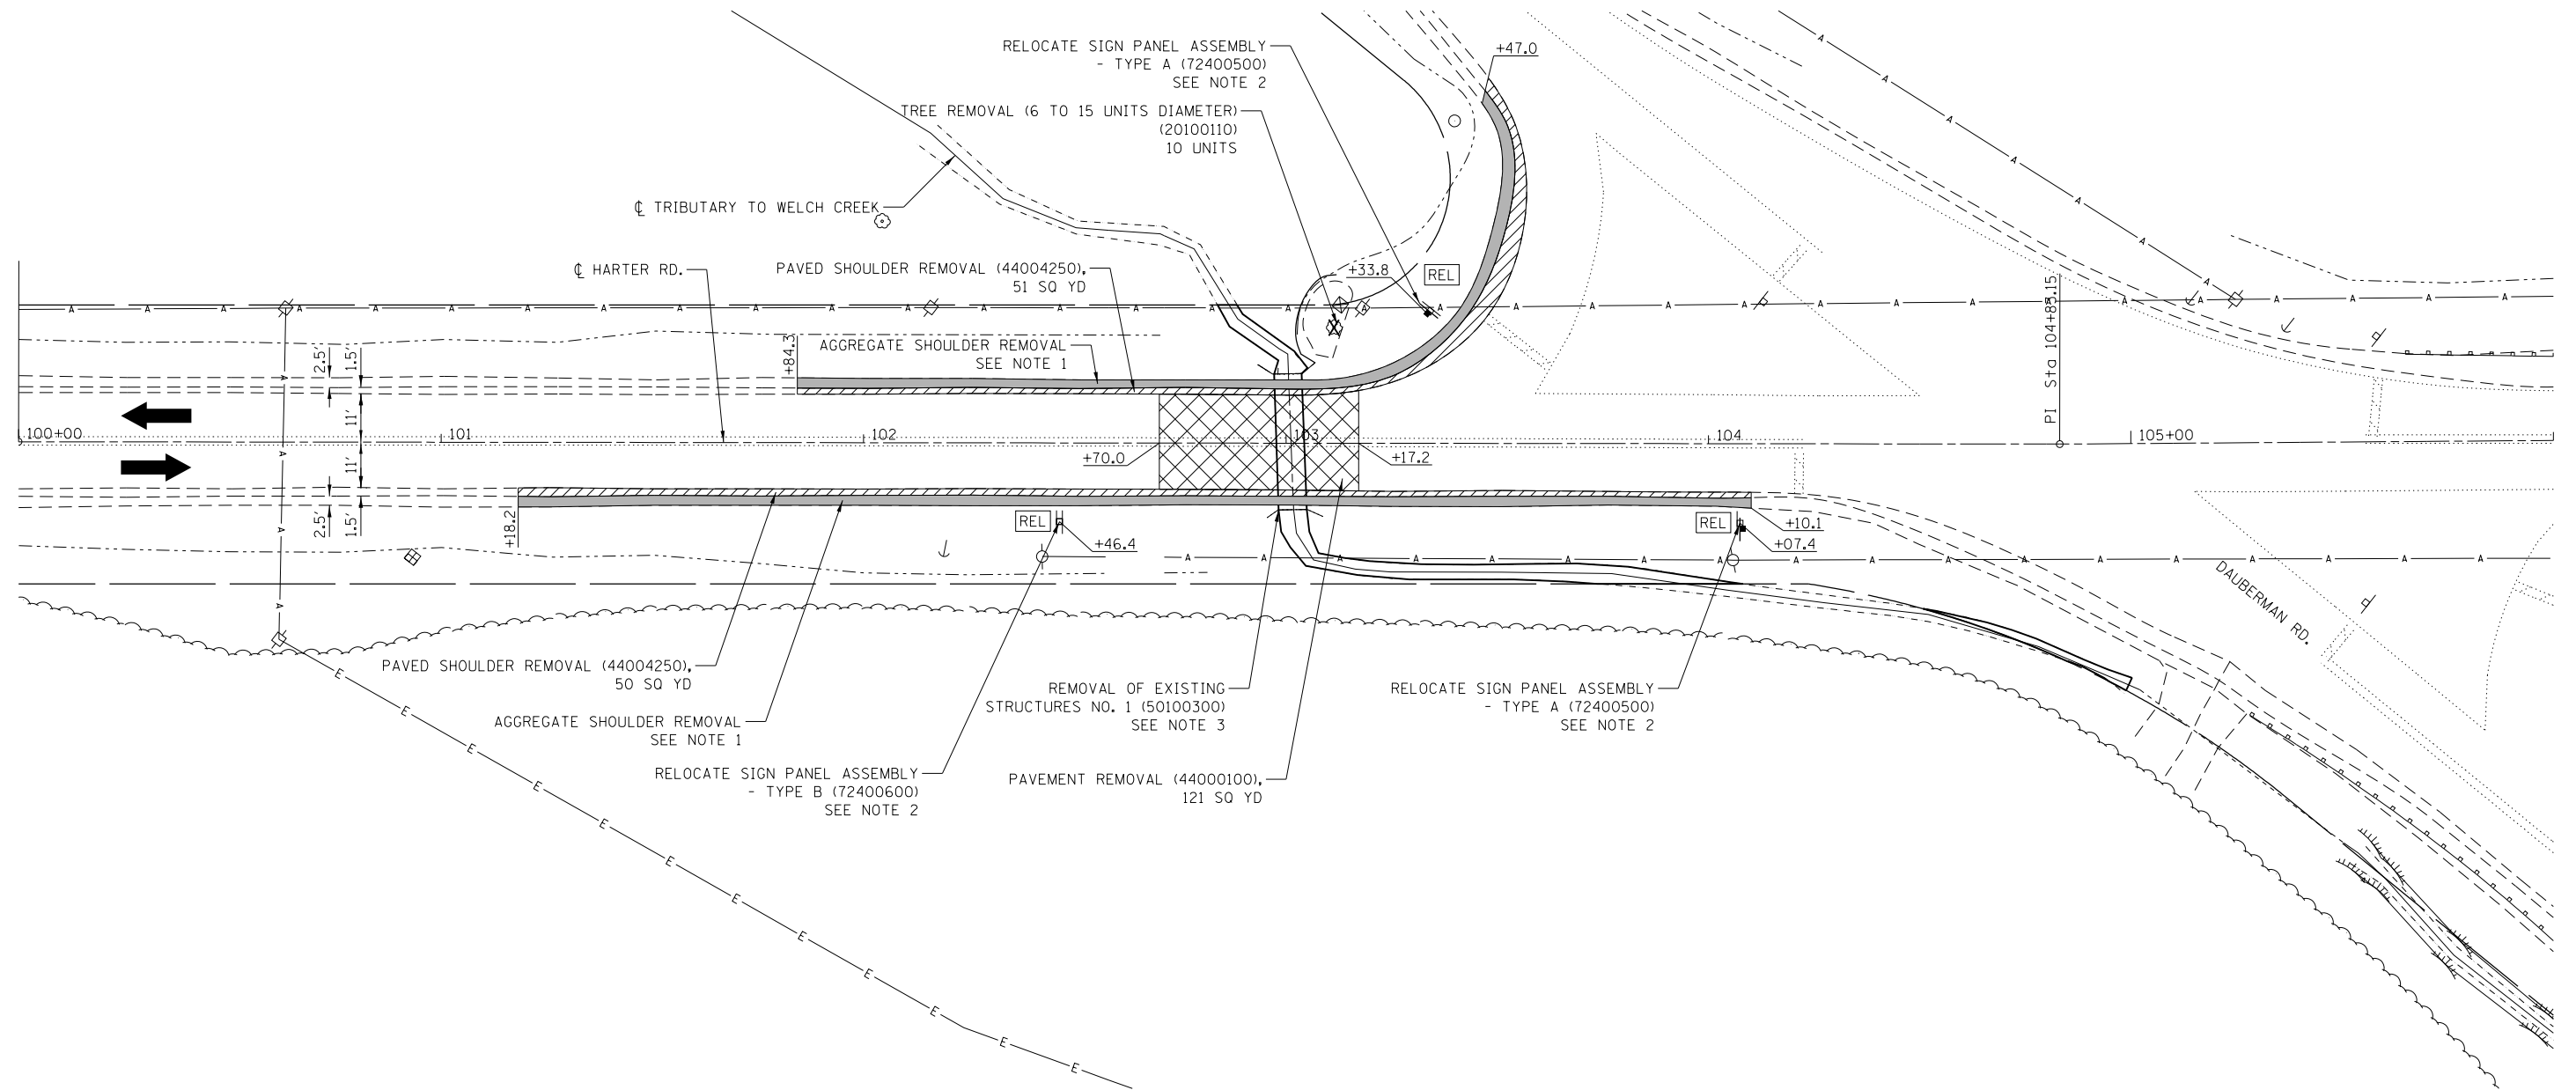 RELOCATE SIGN PANEL ASSEMBLY
- TYPE A (72400500)
SEE NOTE 2
+47.0
TREE REMOVAL (6 TO 15 UNITS DIAMETER)
(20100110)
10 UNITS
℄ TRIBUTARY TO WELCH CREEK
℄ HARTER RD.
PAVED SHOULDER REMOVAL (44004250),
51 SQ YD
+33.8
REL
A A A A A A A A A A A A A A A A A A A A A A A A A A A A A A
PI Sta 104+83.15
+84.3
AGGREGATE SHOULDER REMOVAL
SEE NOTE 1
2.5'
1.5'
11'
100+00
101
102
103
104
105+00
+70.0
+17.2
11'
2.5'
1.5'
+18.2
REL
+46.4
REL
+10.1
+07.4
A A A A A A A A A A A A A A A A A
DAUBERMAN RD.
PAVED SHOULDER REMOVAL (44004250),
50 SQ YD
AGGREGATE SHOULDER REMOVAL
SEE NOTE 1
RELOCATE SIGN PANEL ASSEMBLY
- TYPE B (72400600)
SEE NOTE 2
REMOVAL OF EXISTING
STRUCTURES NO. 1 (50100300)
SEE NOTE 3
PAVEMENT REMOVAL (44000100),
121 SQ YD
RELOCATE SIGN PANEL ASSEMBLY
- TYPE A (72400500)
SEE NOTE 2
E E E E E E E E E E E E